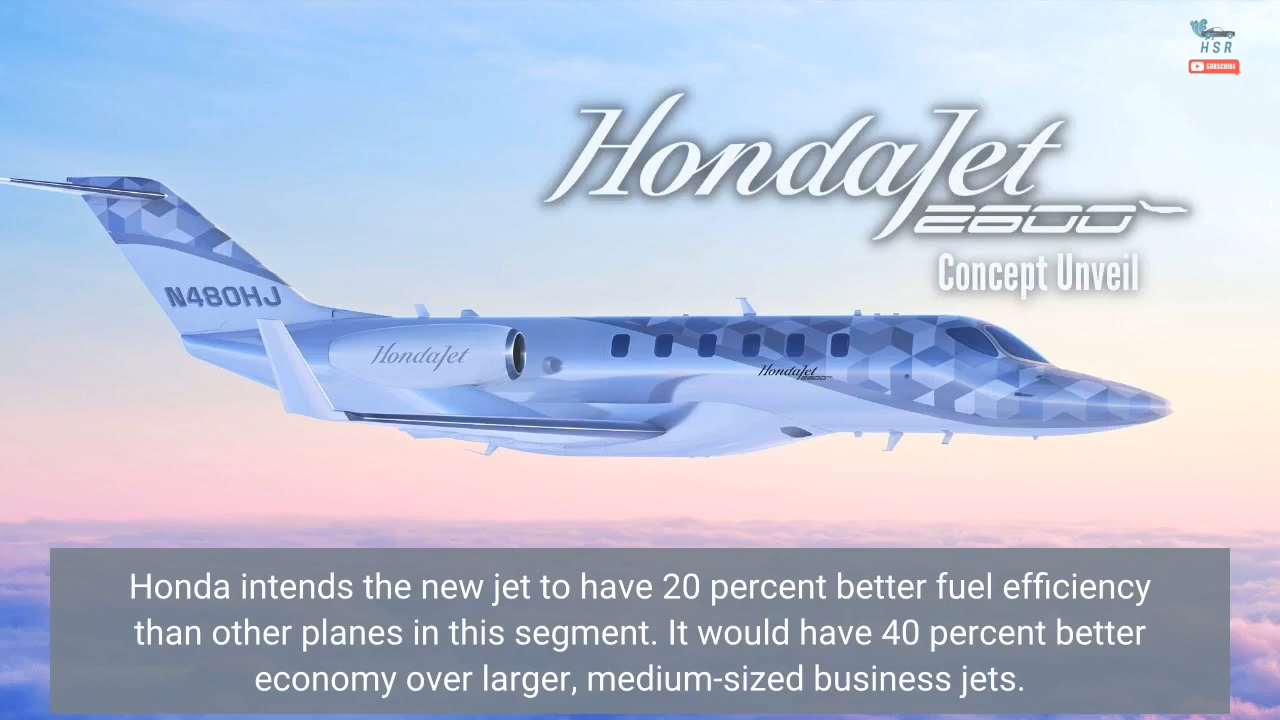 HSR
SUBSCRIBE
HondaJet
2600
Concept Unveil
N480HJ
HondaJet
HondaJet
2600
Honda intends the new jet to have 20 percent better fuel efficiency
than other planes in this segment. It would have 40 percent better
economy over larger, medium-sized business jets.